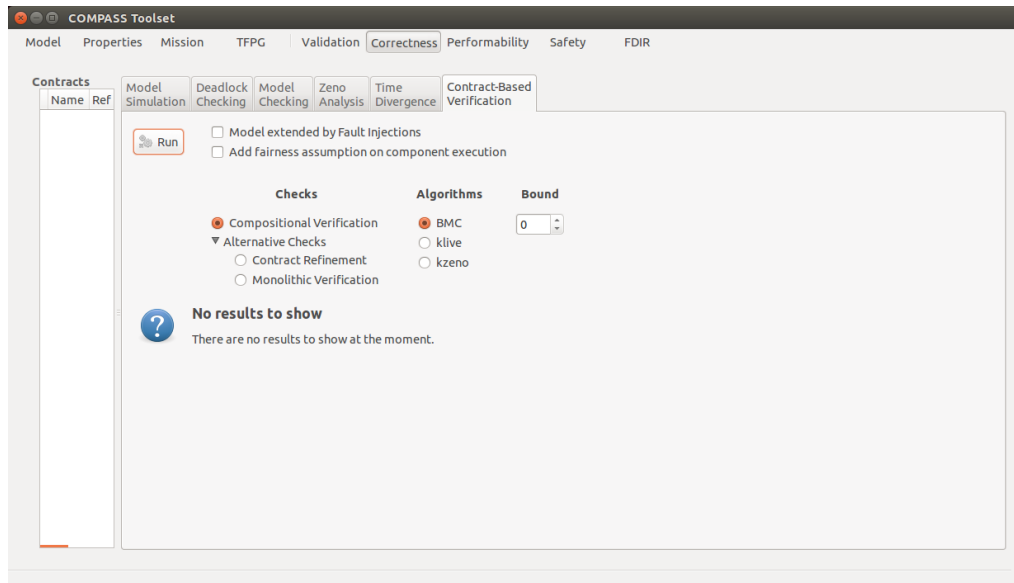 COMPASS Toolset
Model Properties Mission TFPG Validation Correctness Performability Safety FDIR
Contracts
Name Ref
Model Simulation
Deadlock Checking
Model Checking
Zeno Analysis
Time Divergence
Contract-Based Verification
Run
Model extended by Fault Injections
Add fairness assumption on component execution
Checks Algorithms Bound
Compositional Verification BMC 0
Alternative Checks klive
Contract Refinement kzeno
Monolithic Verification
? No results to show
There are no results to show at the moment.